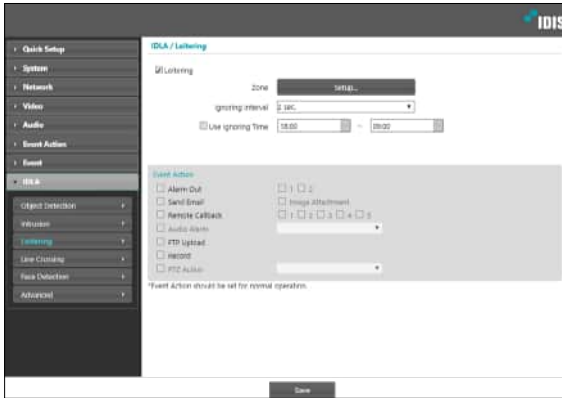 IDIS
Quick Setup
System
Network
Video
Audio
Event Action
Event
IDLA
Object Detection
Intrusion
Loitering
Line Crossing
Face Detection
Advanced
IDLA / Loitering
Loitering
Zone Setup...
Ignoring Interval 2 sec.
Use Ignoring Time 18:00 ~ 09:00
Event Action
Alarm Out 1 2
Send Email Image Attachment
Remote Callback 1 2 3 4 5
Audio Alarm
FTP Upload
Record
PTZ Action
*Event Action should be set for normal operation.
Save